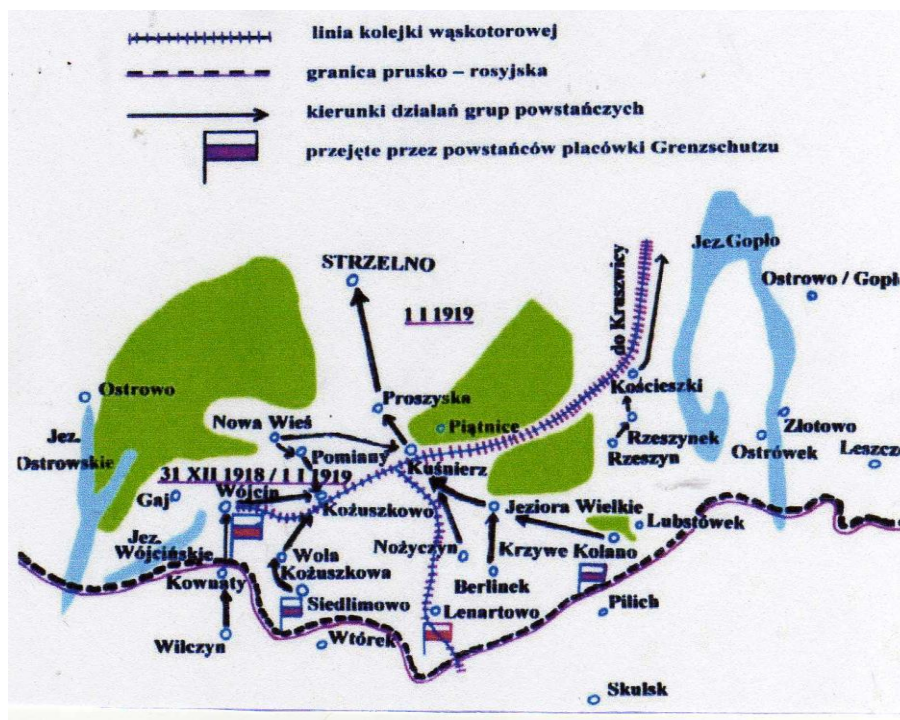 linia kolejki wąskotorowej
granica prusko – rosyjska
kierunki działań grup powstańczych
przejęte przez powstańców placówki Grenzschutzu
Jez. Gopło
STRZELNO
Ostrowo / Gopło
do Kruszwicy
1 I 1919
Kościeszki
Ostrowo
Proszyska
Nowa Wieś
Piątnice
Złotowo
Jez.
Ostrowskie
Pomiany
Rzeszynek
Rzeszyn
Ostrówek
Leszcze
Kuśnierz
31 XII 1918 / 1 I 1919
Gaj
Wójcin
Kożuszkowo
Jeziora Wielkie
Lubstówek
Jez.
Wójcińskie
Wola
Kożuszkowa
Nożyczyn
Krzywe Kolano
Kownaty
Berlinek
Siedlimowo
Lenartowo
Pilich
Wilczyn
Wtórek
Skulsk